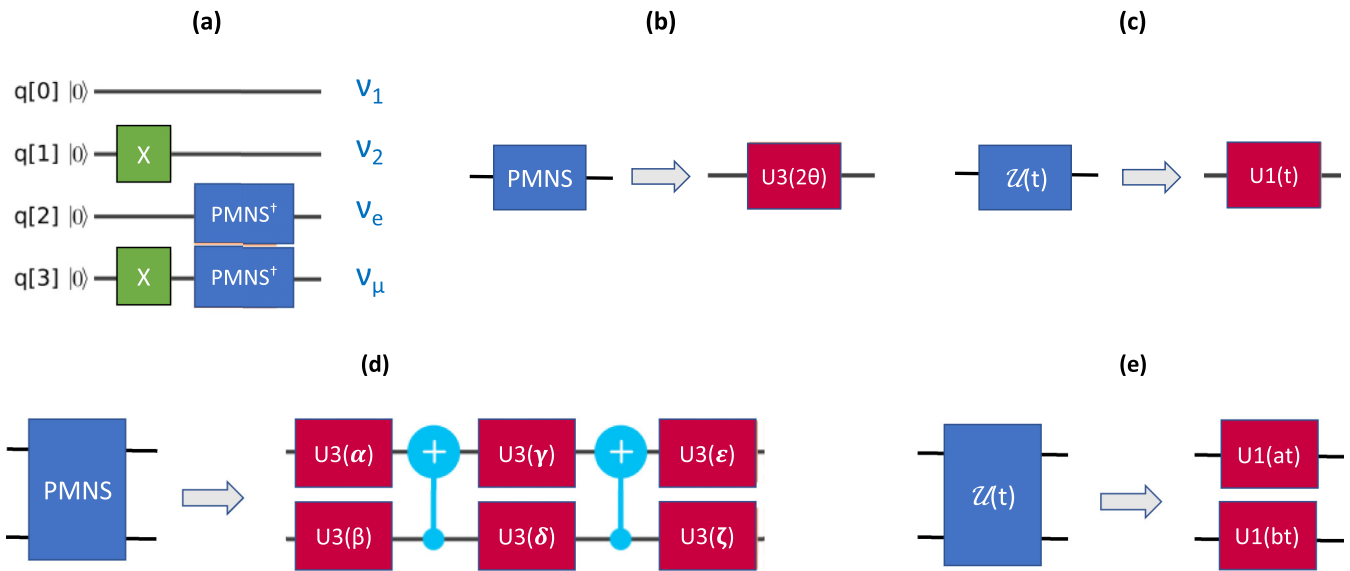 (a)
q[0] |0⟩ ν1
q[1] |0⟩ X ν2
q[2] |0⟩ PMNS† νe
q[3] |0⟩ X PMNS† νμ
(b)
PMNS U3(2θ)
(c)
𝒰(t) U1(t)
(d)
PMNS
U3(α) + U3(γ) + U3(ε)
U3(β) U3(δ) U3(ζ)
(e)
𝒰(t)
U1(at)
U1(bt)